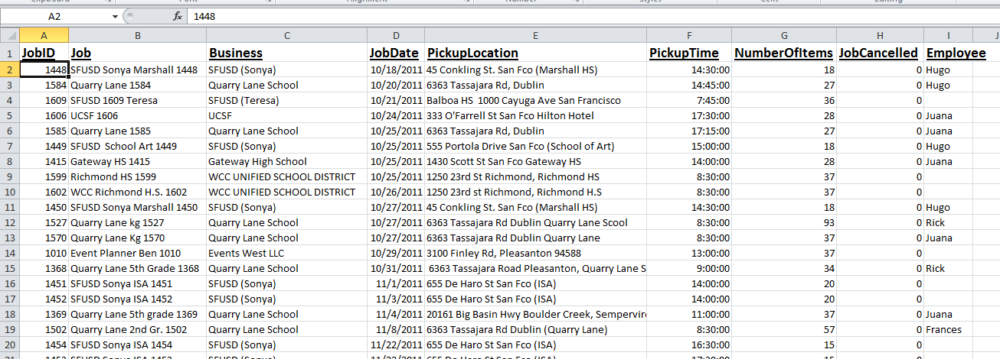 Clipboard Font Alignment Number Styles Cells Editing
A2 fx 1448
A B C D E F G H I J
1 JobID Job Business JobDate PickupLocation PickupTime NumberOfItems JobCancelled Employee
2 1448 SFUSD Sonya Marshall 1448 SFUSD (Sonya) 10/18/2011 45 Conkling St. San Fco (Marshall HS) 14:30:00 18 0 Hugo
3 1584 Quarry Lane 1584 Quarry Lane School 10/20/2011 6363 Tassajara Rd, Dublin 14:45:00 27 0 Hugo
4 1609 SFUSD 1609 Teresa SFUSD (Teresa) 10/21/2011 Balboa HS 1000 Cayuga Ave San Francisco 7:45:00 36 0
5 1606 UCSF 1606 UCSF 10/24/2011 333 O'Farrell St San Fco Hilton Hotel 17:30:00 28 0 Juana
6 1585 Quarry Lane 1585 Quarry Lane School 10/25/2011 6363 Tassajara Rd, Dublin 17:15:00 27 0 Juana
7 1449 SFUSD School Art 1449 SFUSD (Sonya) 10/25/2011 555 Portola Drive San Fco (School of Art) 15:00:00 18 0 Hugo
8 1415 Gateway HS 1415 Gateway High School 10/25/2011 1430 Scott St San Fco Gateway HS 14:00:00 28 0 Juana
9 1599 Richmond HS 1599 WCC UNIFIED SCHOOL DISTRICT 10/25/2011 1250 23rd St Richmond, Richmond HS 8:30:00 37 0
10 1602 WCC Richmond H.S. 1602 WCC UNIFIED SCHOOL DISTRICT 10/26/2011 1250 23rd st Richmond, Richmond H.S 8:30:00 37 0
11 1450 SFUSD Sonya Marshall 1450 SFUSD (Sonya) 10/27/2011 45 Conkling St. San Fco (Marshall HS) 14:30:00 18 0 Hugo
12 1527 Quarry Lane kg 1527 Quarry Lane School 10/27/2011 6363 Tassajara Rd Dublin Quarry Lane Scool 8:30:00 93 0 Rick
13 1570 Quarry Lane Kg 1570 Quarry Lane School 10/27/2011 6363 Tassajara Rd Dublin Quarry Lane 8:30:00 37 0 Juana
14 1010 Event Planner Ben 1010 Events West LLC 10/29/2011 3100 Finley Rd, Pleasanton 94588 13:00:00 37 0
15 1368 Quarry Lane 5th Grade 1368 Quarry Lane School 10/31/2011 6363 Tassajara Road Pleasanton, Quarry Lane S 9:00:00 34 0 Rick
16 1451 SFUSD Sonya ISA 1451 SFUSD (Sonya) 11/1/2011 655 De Haro St San Fco (ISA) 14:00:00 20 0
17 1452 SFUSD Sonya ISA 1452 SFUSD (Sonya) 11/3/2011 655 De Haro St San Fco (ISA) 14:00:00 20 0
18 1369 Quarry Lane 5th grade 1369 Quarry Lane School 11/4/2011 20161 Big Basin Hwy Boulder Creek, Sempervire 11:00:00 37 0 Juana
19 1502 Quarry Lane 2nd Gr. 1502 Quarry Lane School 11/8/2011 6363 Tassajara Rd Dublin (Quarry Lane) 8:30:00 57 0 Frances
20 1454 SFUSD Sonya ISA 1454 SFUSD (Sonya) 11/22/2011 655 De Haro St San Fco (ISA) 16:30:00 15 0